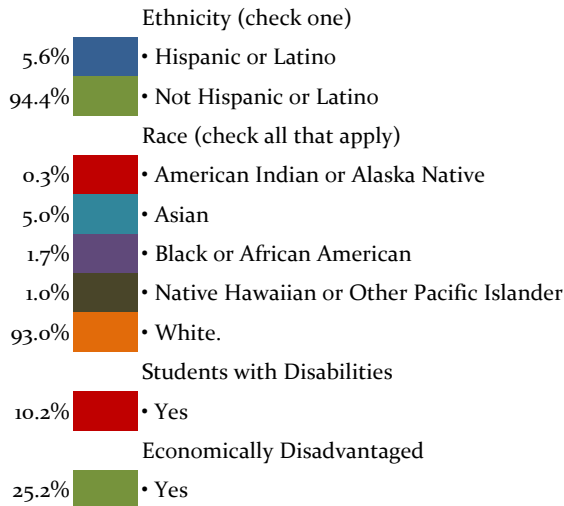 Ethnicity (check one)
5.6% • Hispanic or Latino
94.4% • Not Hispanic or Latino
Race (check all that apply)
0.3% • American Indian or Alaska Native
5.0% • Asian
1.7% • Black or African American
1.0% • Native Hawaiian or Other Pacific Islander
93.0% • White.
Students with Disabilities
10.2% • Yes
Economically Disadvantaged
25.2% • Yes